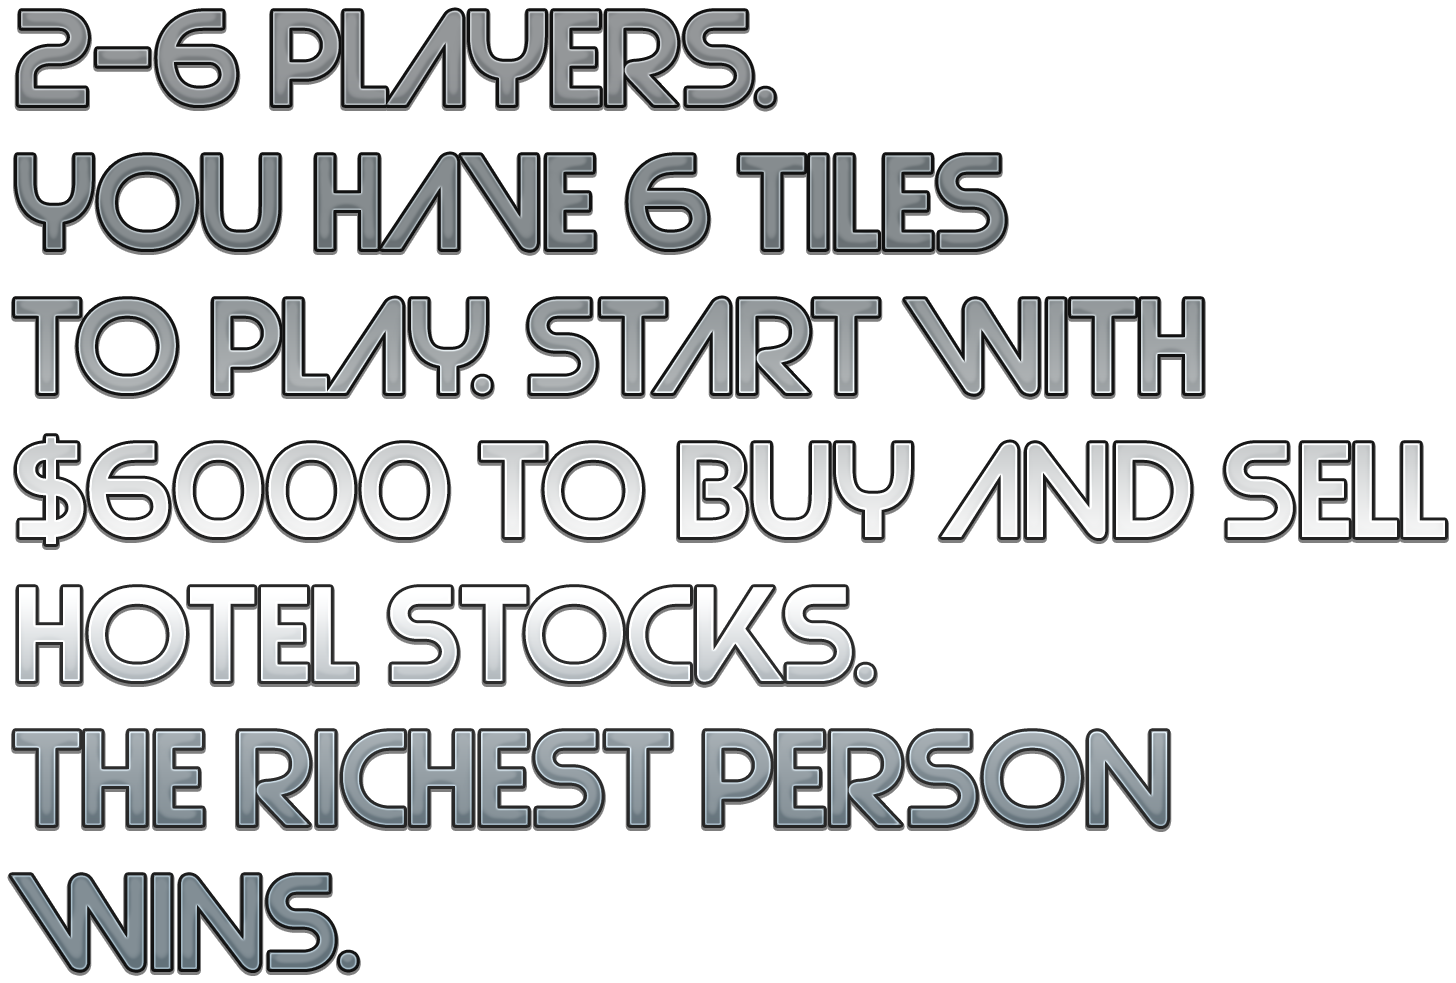 2-6 PLAYERS.
YOU HAVE 6 TILES
TO PLAY. START WITH
$6000 TO BUY AND SELL
HOTEL STOCKS.
THE RICHEST PERSON
WINS.